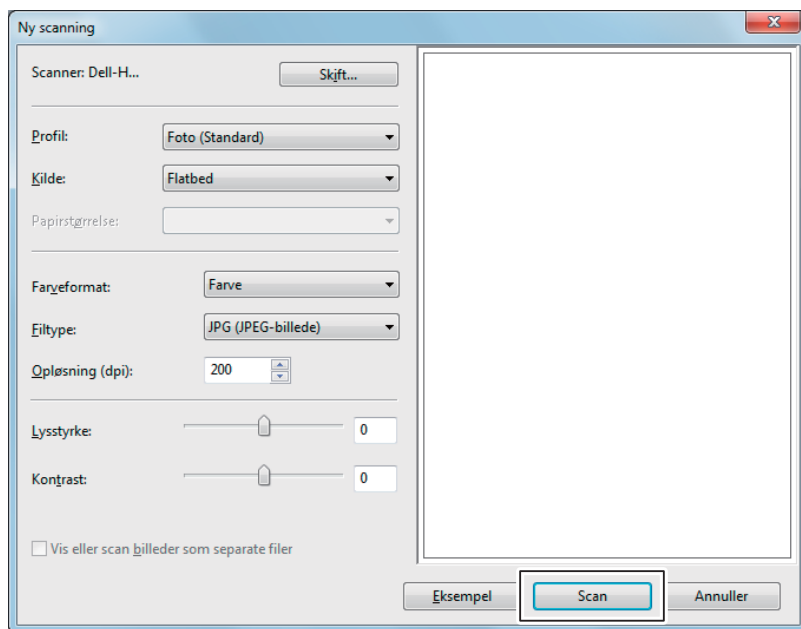 Ny scanning
Scanner: Dell-H... Skift...
Profil: Foto (Standard)
Kilde: Flatbed
Papirstørrelse:
Farveformat: Farve
Filtype: JPG (JPEG-billede)
Opløsning (dpi): 200
Lysstyrke: 0
Kontrast: 0
Vis eller scan billeder som separate filer
Eksempel Scan Annuller